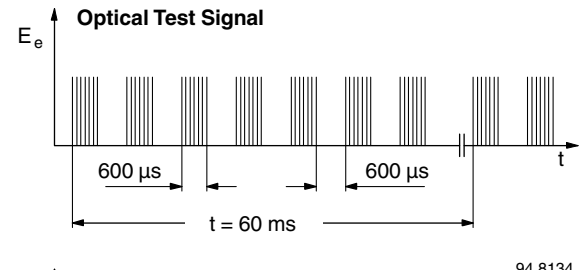 Optical Test Signal
E e
t
600 µs 600 µs
t = 60 ms
94 8134